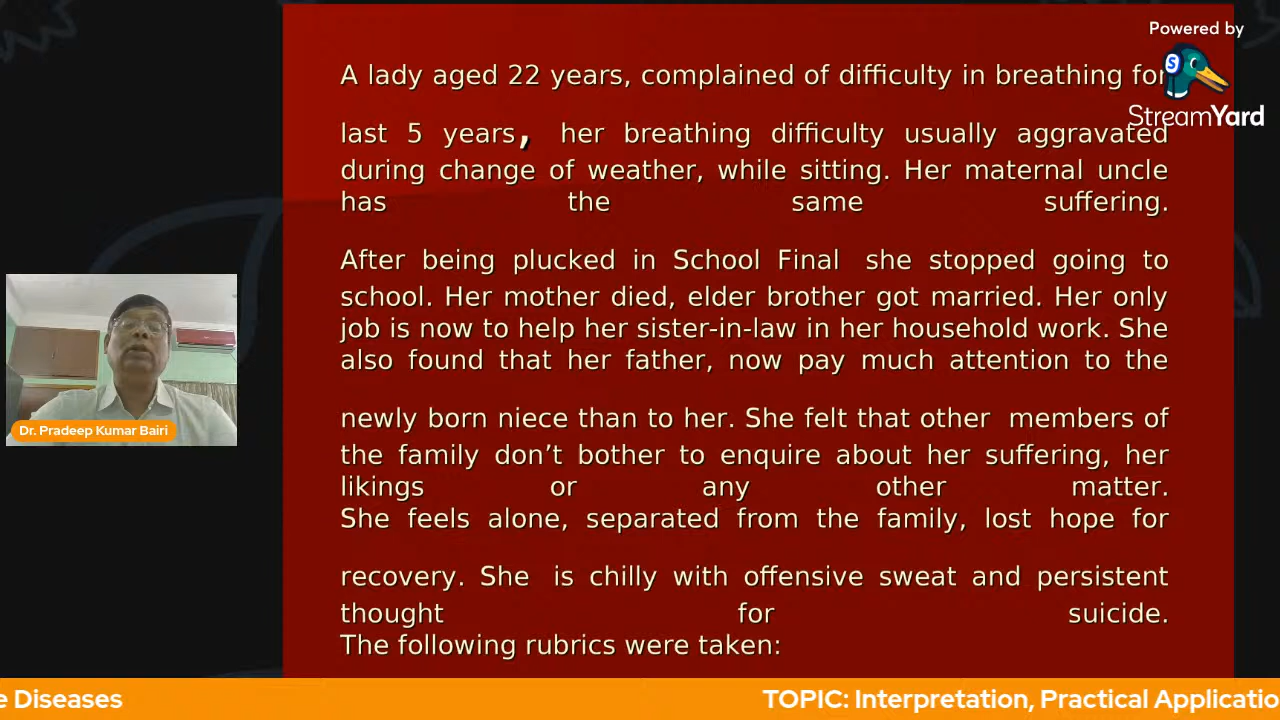 Powered by
StreamYard
A lady aged 22 years, complained of difficulty in breathing for
last 5 years, her breathing difficulty usually aggravated
during change of weather, while sitting. Her maternal uncle
has the same suffering.
After being plucked in School Final she stopped going to
school. Her mother died, elder brother got married. Her only
job is now to help her sister-in-law in her household work. She
also found that her father, now pay much attention to the
newly born niece than to her. She felt that other members of
the family don’t bother to enquire about her suffering, her
likings or any other matter.
She feels alone, separated from the family, lost hope for
recovery. She is chilly with offensive sweat and persistent
thought for suicide.
The following rubrics were taken:
Dr. Pradeep Kumar Bairi
e Diseases
TOPIC: Interpretation, Practical Applicatio